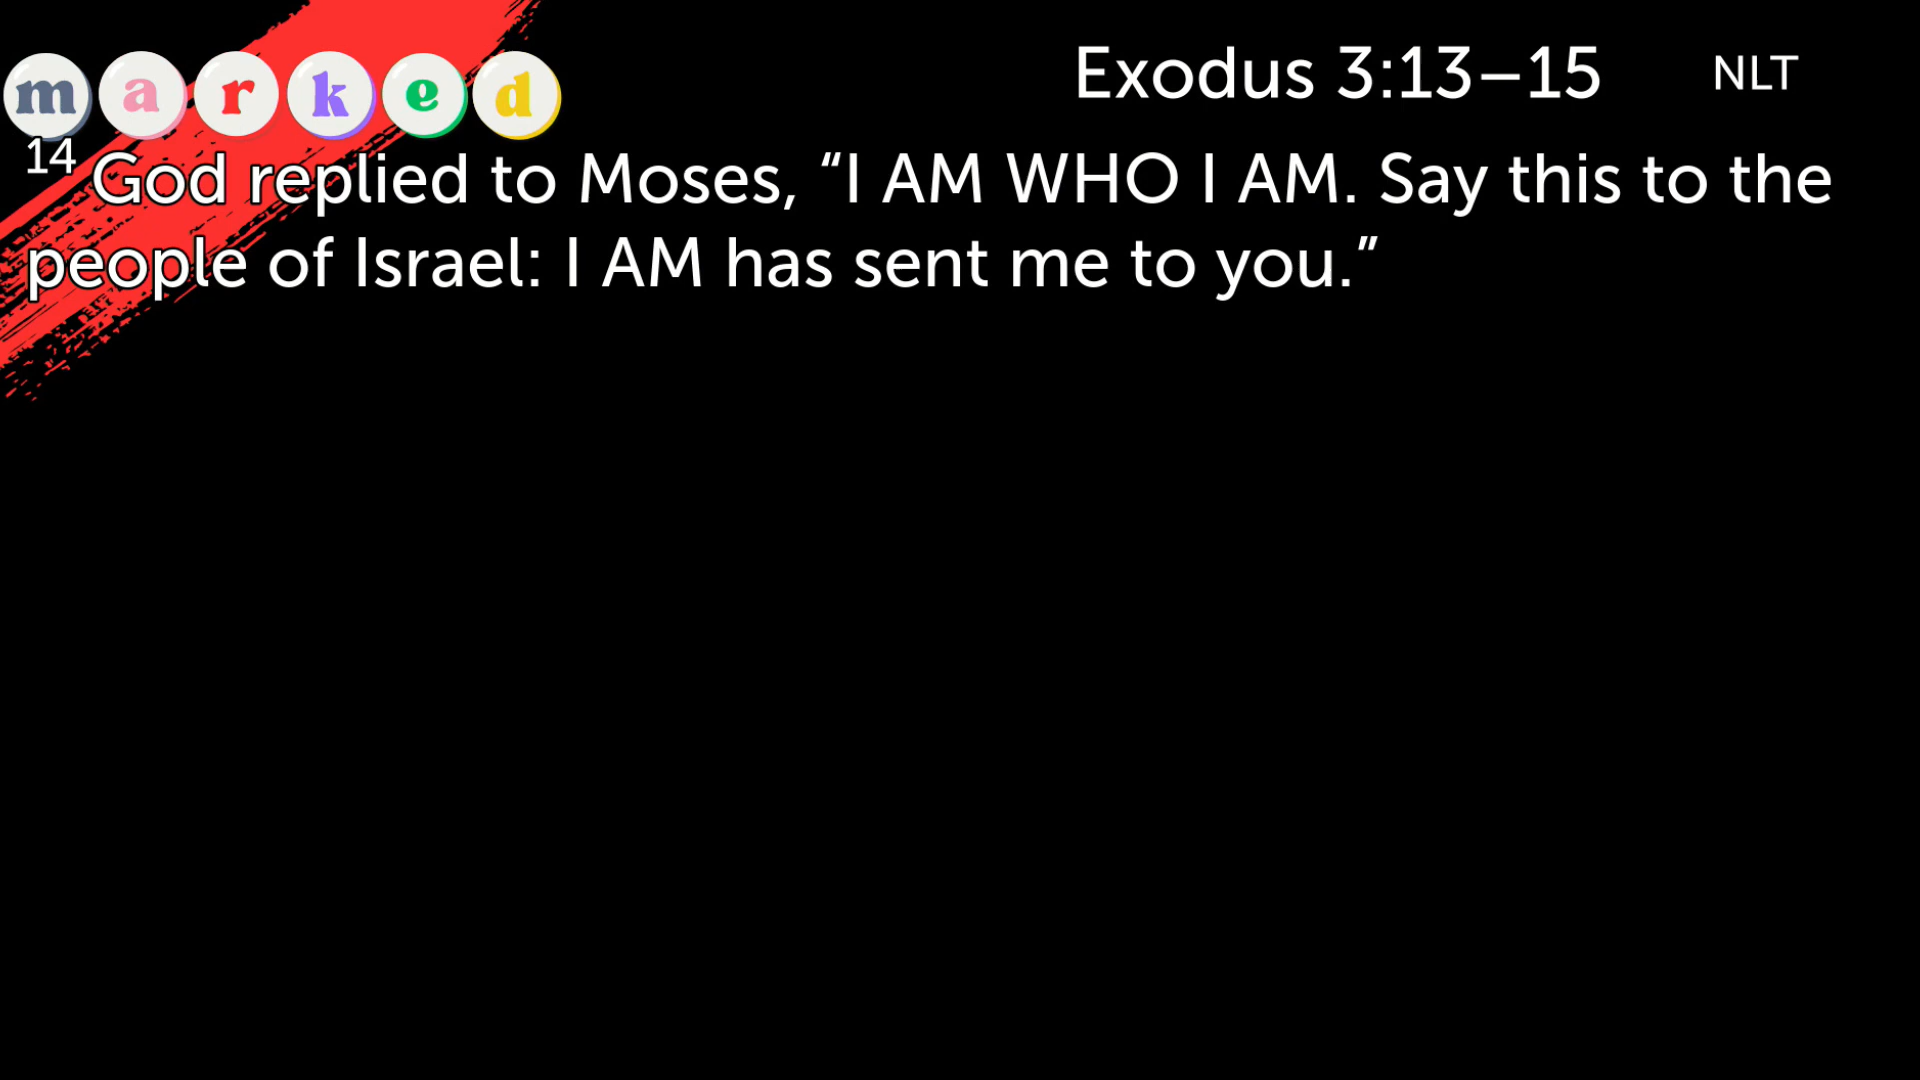 marked
Exodus 3:13–15 NLT
14 God replied to Moses, “I AM WHO I AM. Say this to the
people of Israel: I AM has sent me to you.”